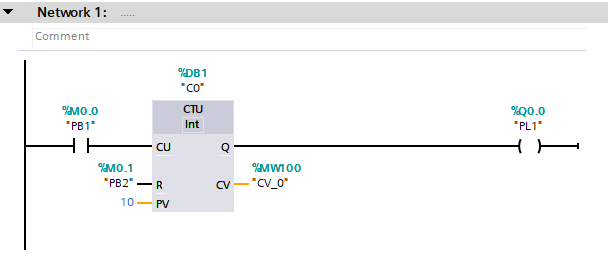 Network 1: .....
Comment
%DB1
"C0"
%M0.0
"PB1"
CTU
Int
%Q0.0
"PL1"
CU Q
%M0.1
"PB2" R
%MW100
CV "CV_0"
10 PV